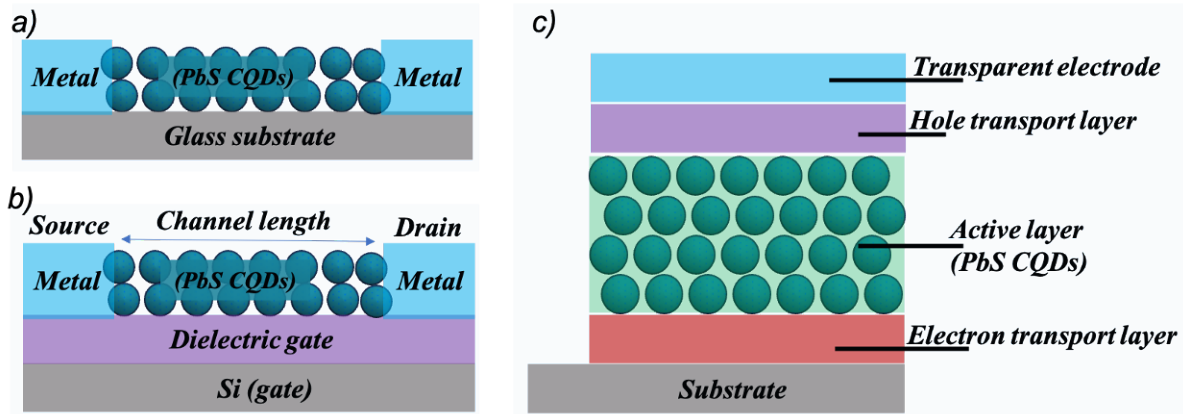 a)
Metal
(PbS CQDs)
Metal
Glass substrate
b)
Source
Channel length
Drain
Metal
(PbS CQDs)
Metal
Dielectric gate
Si (gate)
c)
Transparent electrode
Hole transport layer
Active layer
(PbS CQDs)
Electron transport layer
Substrate